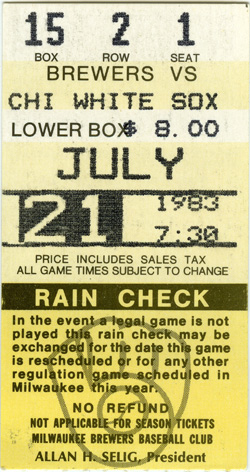 15 2 1
BOX ROW SEAT
BREWERS VS
CHI WHITE SOX
LOWER BOX $ 8.00
JULY
21 1983
7:30
PRICE INCLUDES SALES TAX
ALL GAME TIMES SUBJECT TO CHANGE
RAIN CHECK
In the event a legal game is not
played this rain check may be
exchanged for the date this game
is rescheduled or for any other
regulation game scheduled in
Milwaukee this year.
NO REFUND
NOT APPLICABLE FOR SEASON TICKETS
MILWAUKEE BREWERS BASEBALL CLUB
ALLAN H. SELIG, President